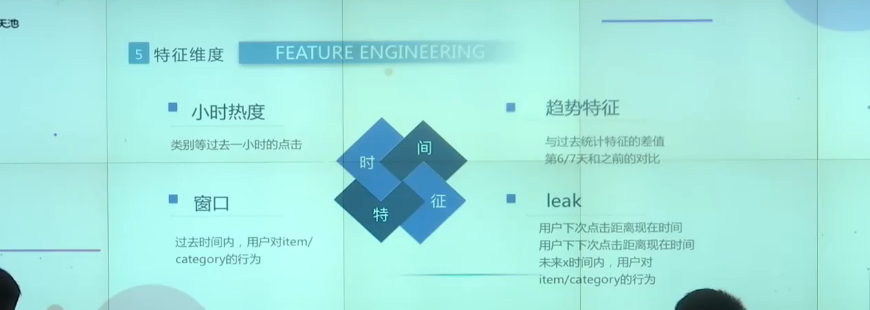 天池
5 特征维度 FEATURE ENGINEERING
小时热度
类别等过去一小时的点击
趋势特征
与过去统计特征的差值
第6/7天和之前的对比
时间
特征
窗口
过去时间内，用户对item/
category的行为
leak
用户下次点击距离现在时间
用户下下次点击距离现在时间
未来x时间内，用户对
item/category的行为